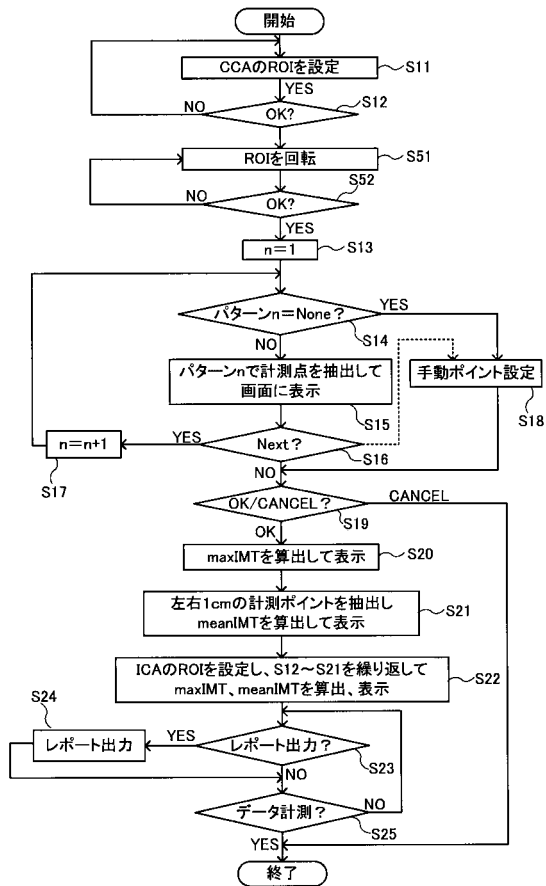 開始
CCAのROIを設定
S11
YES
S12
NO
OK?
ROIを回転
S51
S52
NO
OK?
YES
n=1
S13
パターンn=None?
YES
S14
NO
パターンnで計測点を抽出して
画面に表示
S15
手動ポイント設定
S18
n=n+1
YES
Next?
S16
S17
NO
OK/CANCEL?
CANCEL
S19
OK
maxIMTを算出して表示
S20
左右1cmの計測ポイントを抽出し
meanIMTを算出して表示
S21
ICAのROIを設定し、S12～S21を繰り返して
maxIMT、meanIMTを算出、表示
S22
S24
レポート出力
YES
レポート出力?
S23
NO
データ計測?
NO
S25
YES
終了